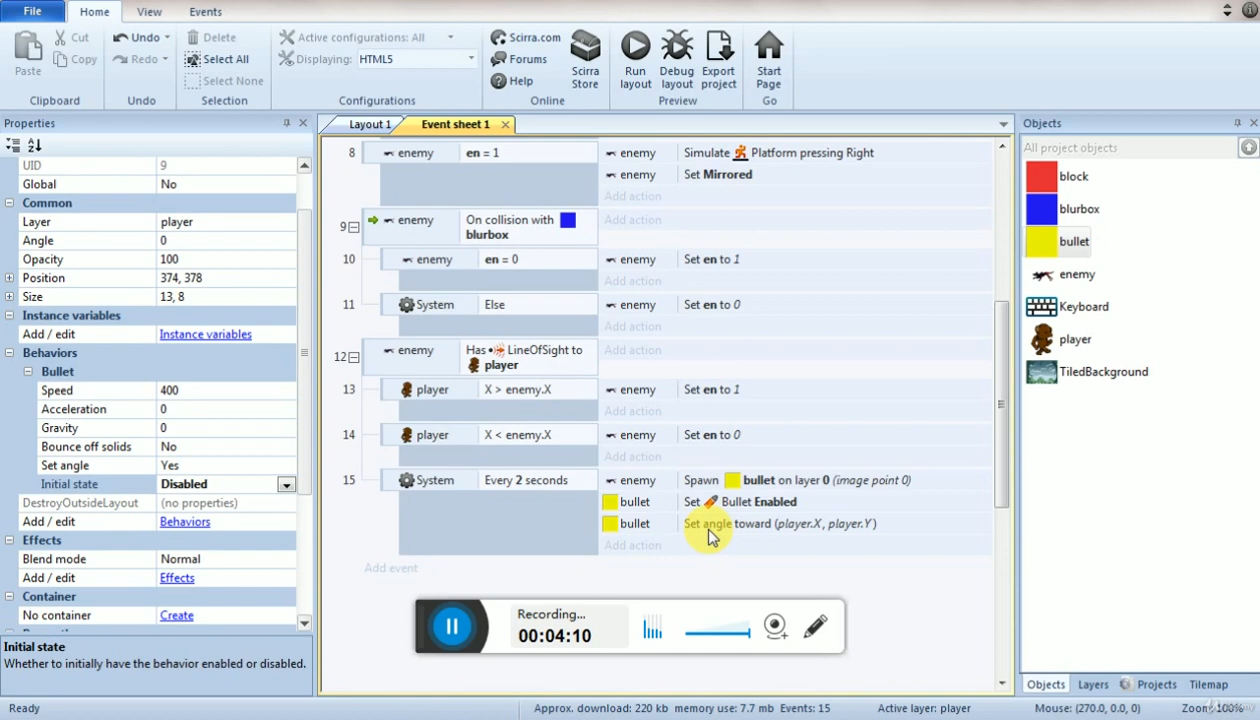 File Home View Events
Paste Cut Copy Clipboard
Undo Redo Undo
Delete Select All Select None Selection
Active configurations: All
Displaying: HTML5
Configurations
Scirra.com Forums Help Scirra Store Online
Run layout Debug layout Export project Preview
Start Page Go
Properties
UID 9
Global No
Common
Layer player
Angle 0
Opacity 100
Position 374, 378
Size 13, 8
Instance variables
Add / edit Instance variables
Behaviors
Bullet
Speed 400
Acceleration 0
Gravity 0
Bounce off solids No
Set angle Yes
Initial state Disabled
DestroyOutsideLayout (no properties)
Add / edit Behaviors
Effects
Blend mode Normal
Add / edit Effects
Container
No container Create
Initial state
Whether to initially have the behavior enabled or disabled.
Layout 1 Event sheet 1
8 enemy en = 1 enemy Simulate Platform pressing Right
enemy Set Mirrored
Add action
9 enemy On collision with blurbox Add action
10 enemy en = 0 enemy Set en to 1
Add action
11 System Else enemy Set en to 0
Add action
12 enemy Has LineOfSight to player Add action
13 player X > enemy.X enemy Set en to 1
Add action
14 player X < enemy.X enemy Set en to 0
Add action
15 System Every 2 seconds enemy Spawn bullet on layer 0 (image point 0)
bullet Set Bullet Enabled
bullet Set angle toward (player.X, player.Y)
Add action
Add event
Recording...
00:04:10
Objects
All project objects
block
blurbox
bullet
enemy
Keyboard
player
TiledBackground
Objects Layers Projects Tilemap
Ready Approx. download: 220 kb memory use: 7.7 mb Events: 15 Active layer: player Mouse: (270.0, 0.0, 0) Zoom: 100%